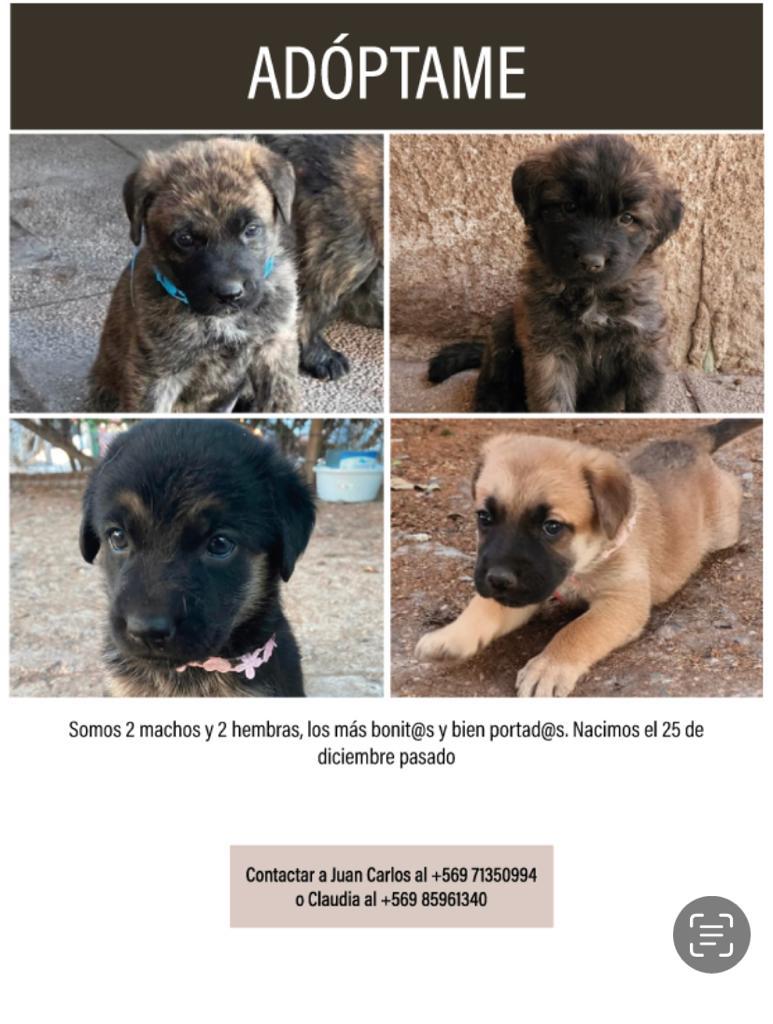 ADÓPTAME
Somos 2 machos y 2 hembras, los más bonit@s y bien portad@s. Nacimos el 25 de
diciembre pasado
Contactar a Juan Carlos al +569 71350994
o Claudia al +569 85961340